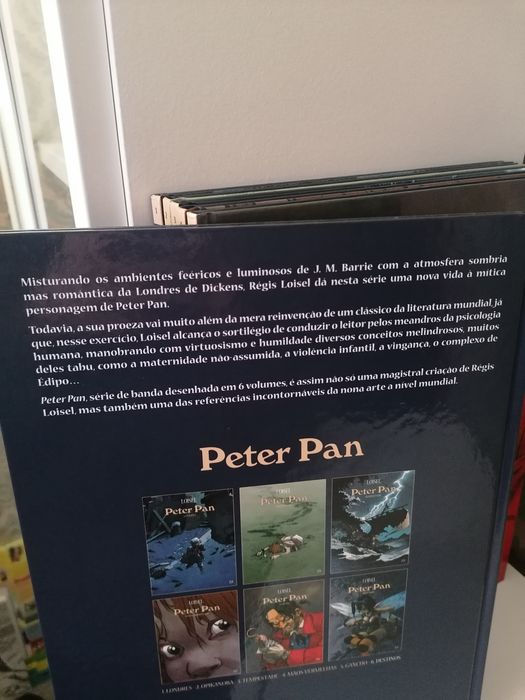 Misturando os ambientes feéricos e luminosos de J. M. Barrie com a atmosfera sombria
mas romântica da Londres de Dickens, Régis Loisel dá nesta série uma nova vida à mítica
personagem de Peter Pan.
Todavia, a sua proeza vai muito além da mera reinvenção de um clássico da literatura mundial, já
que, nesse exercício, Loisel alcança o sortilégio de conduzir o leitor pelos meandros da psicologia
humana, manobrando com virtuosismo e humildade diversos conceitos melindrosos, muitos
deles tabu, como a maternidade não-assumida, a violência infantil, a vingança, o complexo de
Édipo...
Peter Pan, série de banda desenhada em 6 volumes, é assim não só uma magistral criação de Régis
Loisel, mas também uma das referências incontornáveis da nona arte a nível mundial.
Peter Pan
LOISEL
Peter Pan
LOISEL
Peter Pan
LOISEL
Peter Pan
LOISEL
Peter Pan
LOISEL
Peter Pan
LOISEL
Peter Pan
1. LONDRES - 2. OPIKANOBA - 3. TEMPESTADE - 4. MÃOS VERMELHAS - 5. GANCHO - 6. DESTINOS